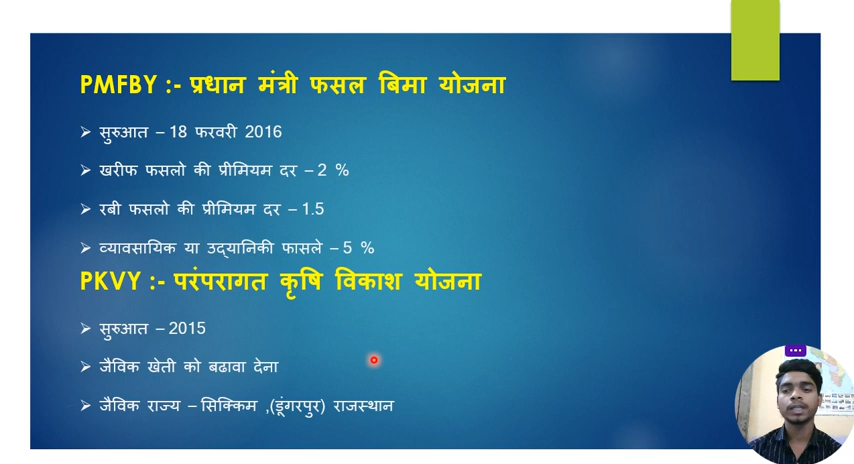 PMFBY :- प्रधान मंत्री फसल बिमा योजना
➢ सुरुआत – 18 फरवरी 2016
➢ खरीफ फसलो की प्रीमियम दर – 2 %
➢ रबी फसलो की प्रीमियम दर – 1.5
➢ व्यावसायिक या उद्यानिकी फासले – 5 %
PKVY :- परंपरागत कृषि विकाश योजना
➢ सुरुआत – 2015
➢ जैविक खेती को बढावा देना
➢ जैविक राज्य – सिक्किम ,(डूंगरपुर) राजस्थान